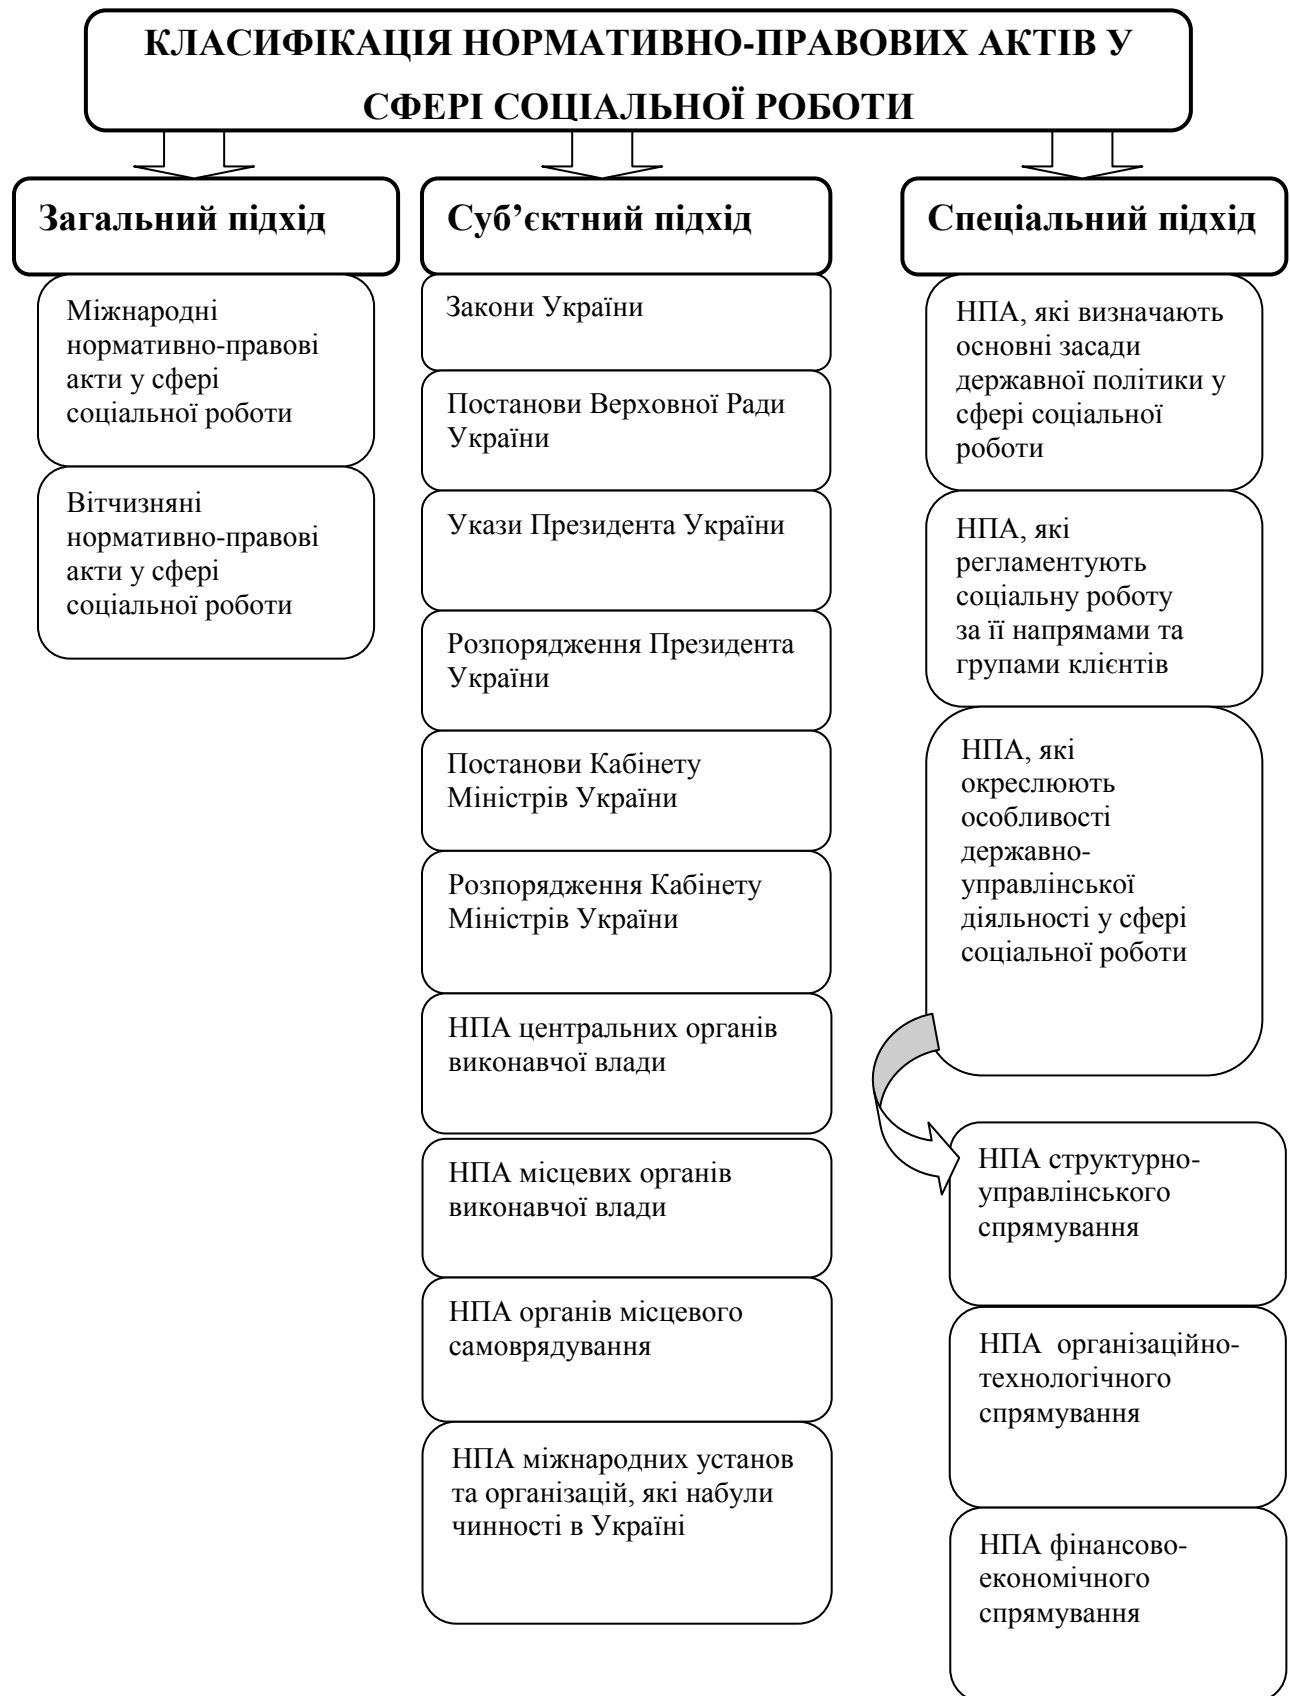 КЛАСИФІКАЦІЯ НОРМАТИВНО-ПРАВОВИХ АКТІВ У
СФЕРІ СОЦІАЛЬНОЇ РОБОТИ
Загальний підхід
Міжнародні
нормативно-правові
акти у сфері
соціальної роботи
Вітчизняні
нормативно-правові
акти у сфері
соціальної роботи
Суб’єктний підхід
Закони України
Постанови Верховної Ради
України
Укази Президента України
Розпорядження Президента
України
Постанови Кабінету
Міністрів України
Розпорядження Кабінету
Міністрів України
НПА центральних органів
виконавчої влади
НПА місцевих органів
виконавчої влади
НПА органів місцевого
самоврядування
НПА міжнародних установ
та організацій, які набули
чинності в Україні
Спеціальний підхід
НПА, які визначають
основні засади
державної політики у
сфері соціальної
роботи
НПА, які
регламентують
соціальну роботу
за її напрямами та
групами клієнтів
НПА, які
окреслюють
особливості
державно-
управлінської
діяльності у сфері
соціальної роботи
НПА структурно-
управлінського
спрямування
НПА  організаційно-
технологічного
спрямування
НПА фінансово-
економічного
спрямування